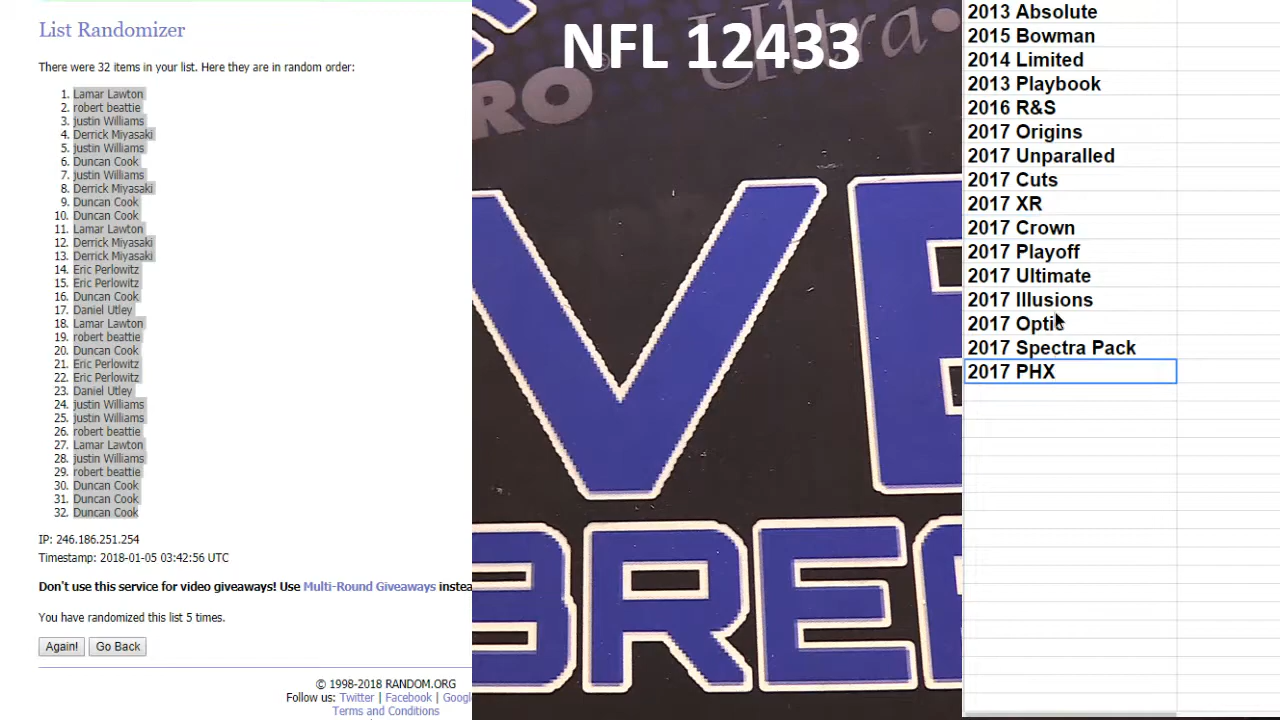 List Randomizer
There were 32 items in your list. Here they are in random order:
1. Lamar Lawton
2. robert beattie
3. justin Williams
4. Derrick Miyasaki
5. justin Williams
6. Duncan Cook
7. justin Williams
8. Derrick Miyasaki
9. Duncan Cook
10. Duncan Cook
11. Lamar Lawton
12. Derrick Miyasaki
13. Derrick Miyasaki
14. Eric Perlowitz
15. Eric Perlowitz
16. Duncan Cook
17. Daniel Utley
18. Lamar Lawton
19. robert beattie
20. Duncan Cook
21. Eric Perlowitz
22. Eric Perlowitz
23. Daniel Utley
24. justin Williams
25. justin Williams
26. robert beattie
27. Lamar Lawton
28. justin Williams
29. robert beattie
30. Duncan Cook
31. Duncan Cook
32. Duncan Cook
IP: 246.186.251.254
Timestamp: 2018-01-05 03:42:56 UTC
Don't use this service for video giveaways! Use Multi-Round Giveaways instea
You have randomized this list 5 times.
Again! Go Back
© 1998-2018 RANDOM.ORG
Follow us: Twitter | Facebook | Googl
Terms and Conditions
NFL 12433
Ultra
RO®
VE
BREA
2013 Absolute
2015 Bowman
2014 Limited
2013 Playbook
2016 R&S
2017 Origins
2017 Unparalled
2017 Cuts
2017 XR
2017 Crown
2017 Playoff
2017 Ultimate
2017 Illusions
2017 Optic
2017 Spectra Pack
2017 PHX